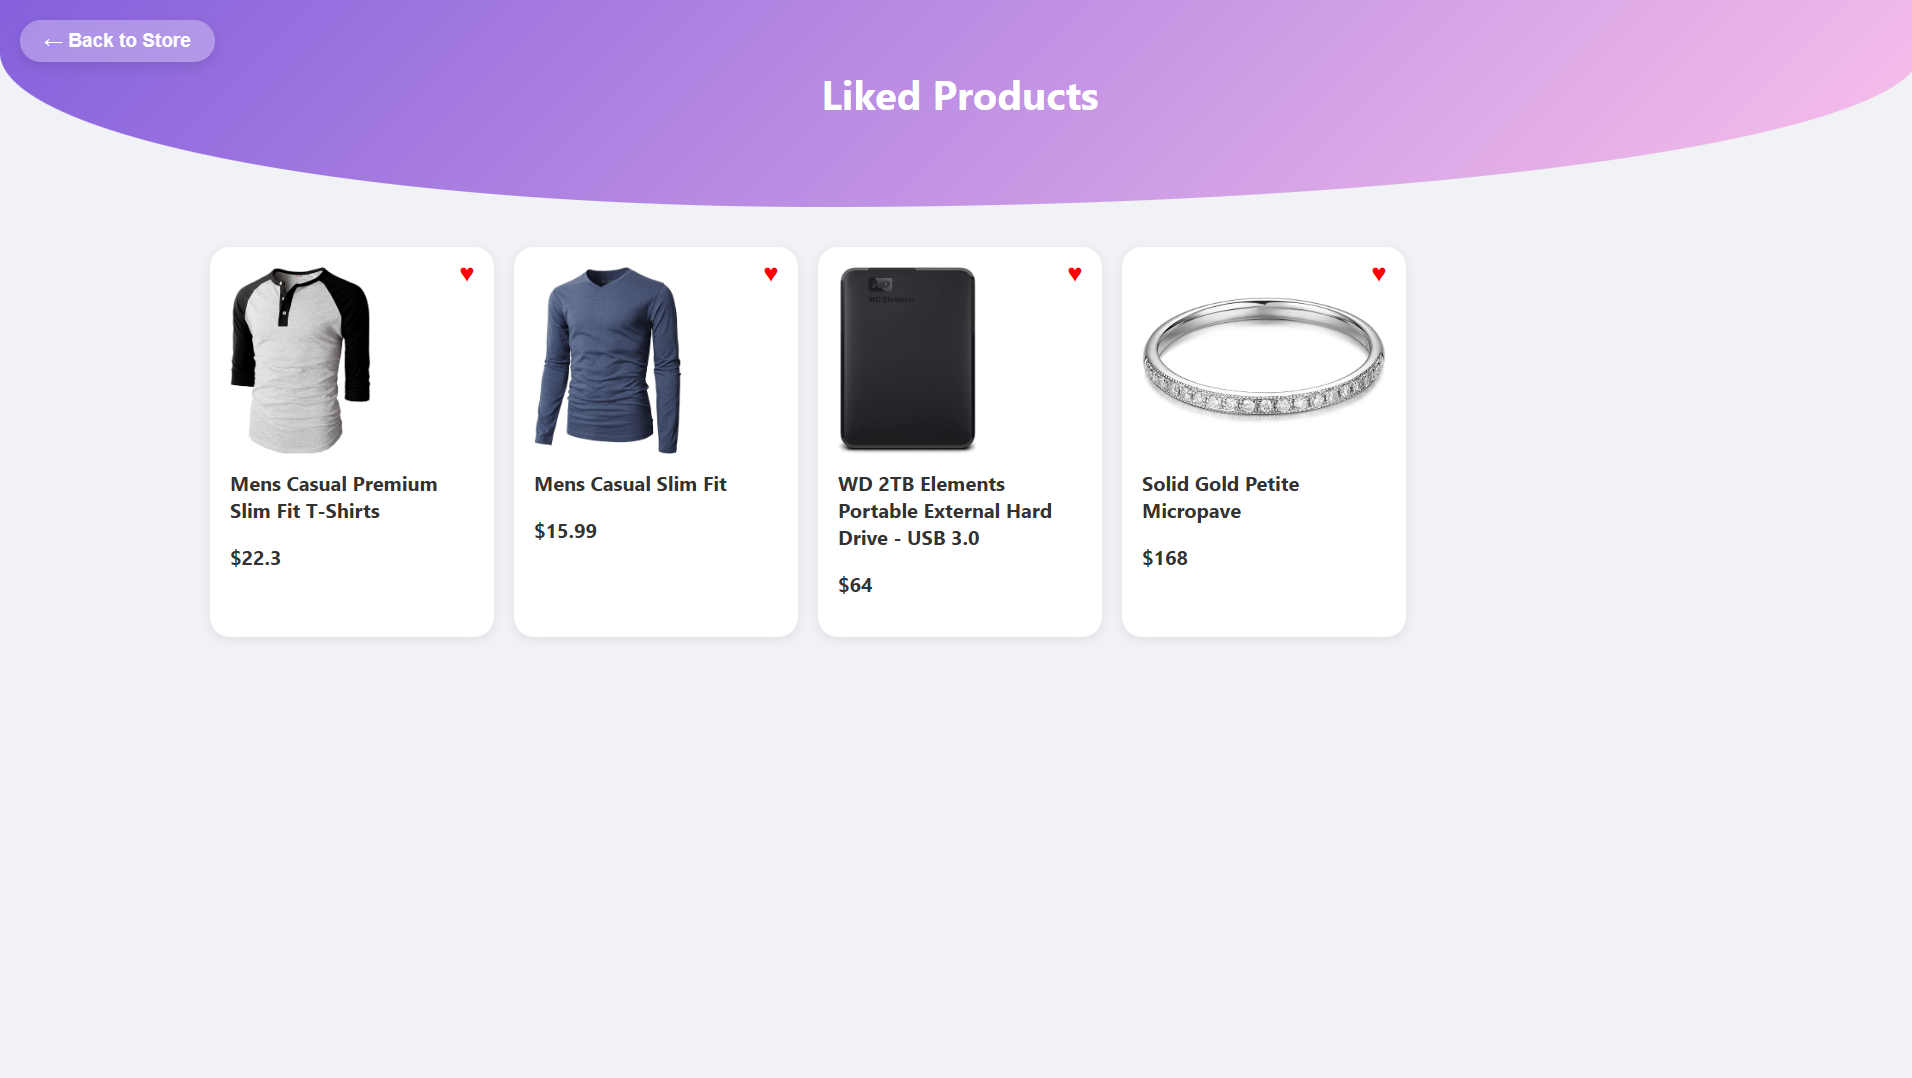 ← Back to Store
Liked Products
♥
♥
♥
♥
WD
WD Elements
Mens Casual Premium
Slim Fit T-Shirts
$22.3
Mens Casual Slim Fit
$15.99
WD 2TB Elements
Portable External Hard
Drive - USB 3.0
$64
Solid Gold Petite
Micropave
$168